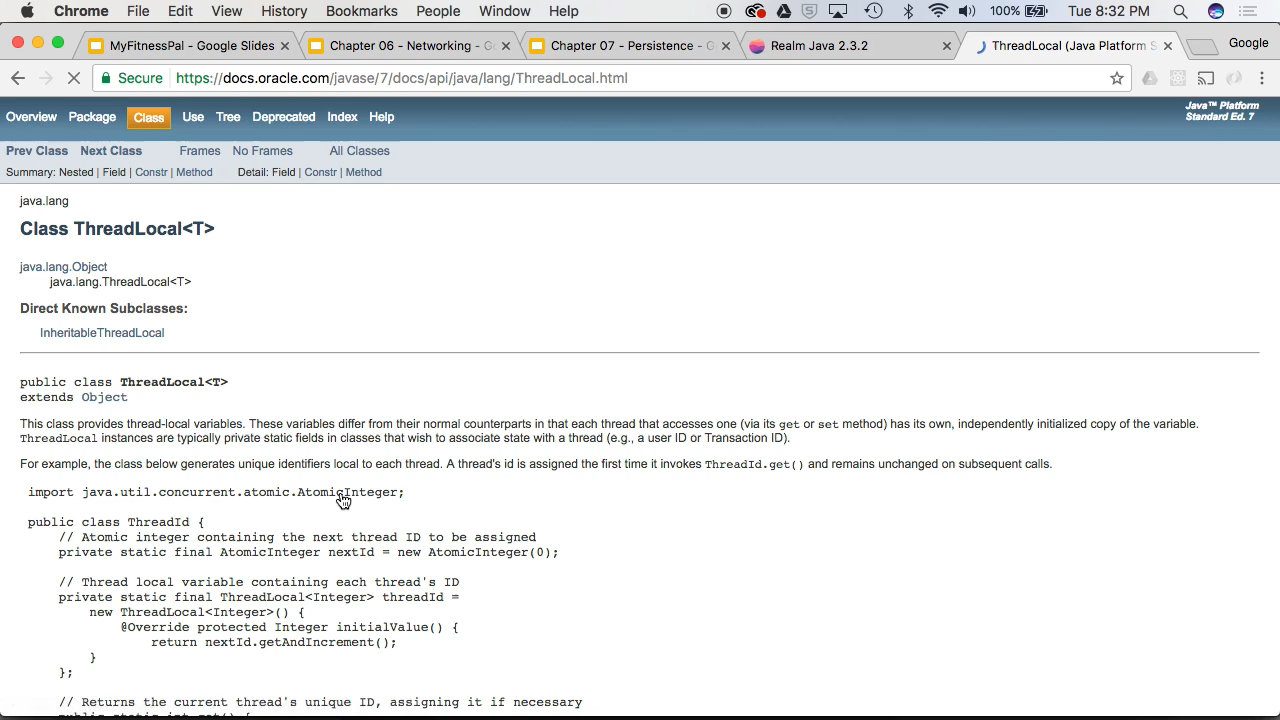 Chrome File Edit View History Bookmarks People Window Help 100% Tue 8:32 PM
MyFitnessPal - Google Slides Chapter 06 - Networking - Go Chapter 07 - Persistence - G Realm Java 2.3.2 ThreadLocal (Java Platform S Google
Secure https://docs.oracle.com/javase/7/docs/api/java/lang/ThreadLocal.html
Overview Package Class Use Tree Deprecated Index Help
Java™ Platform
Standard Ed. 7
Prev Class Next Class Frames No Frames All Classes
Summary: Nested | Field | Constr | Method Detail: Field | Constr | Method
java.lang
Class ThreadLocal<T>
java.lang.Object
java.lang.ThreadLocal<T>
Direct Known Subclasses:
InheritableThreadLocal
public class ThreadLocal<T>
extends Object
This class provides thread-local variables. These variables differ from their normal counterparts in that each thread that accesses one (via its get or set method) has its own, independently initialized copy of the variable.
ThreadLocal instances are typically private static fields in classes that wish to associate state with a thread (e.g., a user ID or Transaction ID).
For example, the class below generates unique identifiers local to each thread. A thread's id is assigned the first time it invokes ThreadId.get() and remains unchanged on subsequent calls.
import java.util.concurrent.atomic.AtomicInteger;
public class ThreadId {
// Atomic integer containing the next thread ID to be assigned
private static final AtomicInteger nextId = new AtomicInteger(0);
// Thread local variable containing each thread's ID
private static final ThreadLocal<Integer> threadId =
new ThreadLocal<Integer>() {
@Override protected Integer initialValue() {
return nextId.getAndIncrement();
}
};
// Returns the current thread's unique ID, assigning it if necessary
public static int get() {